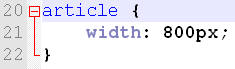 20 article {
21     width: 800px;
22 }